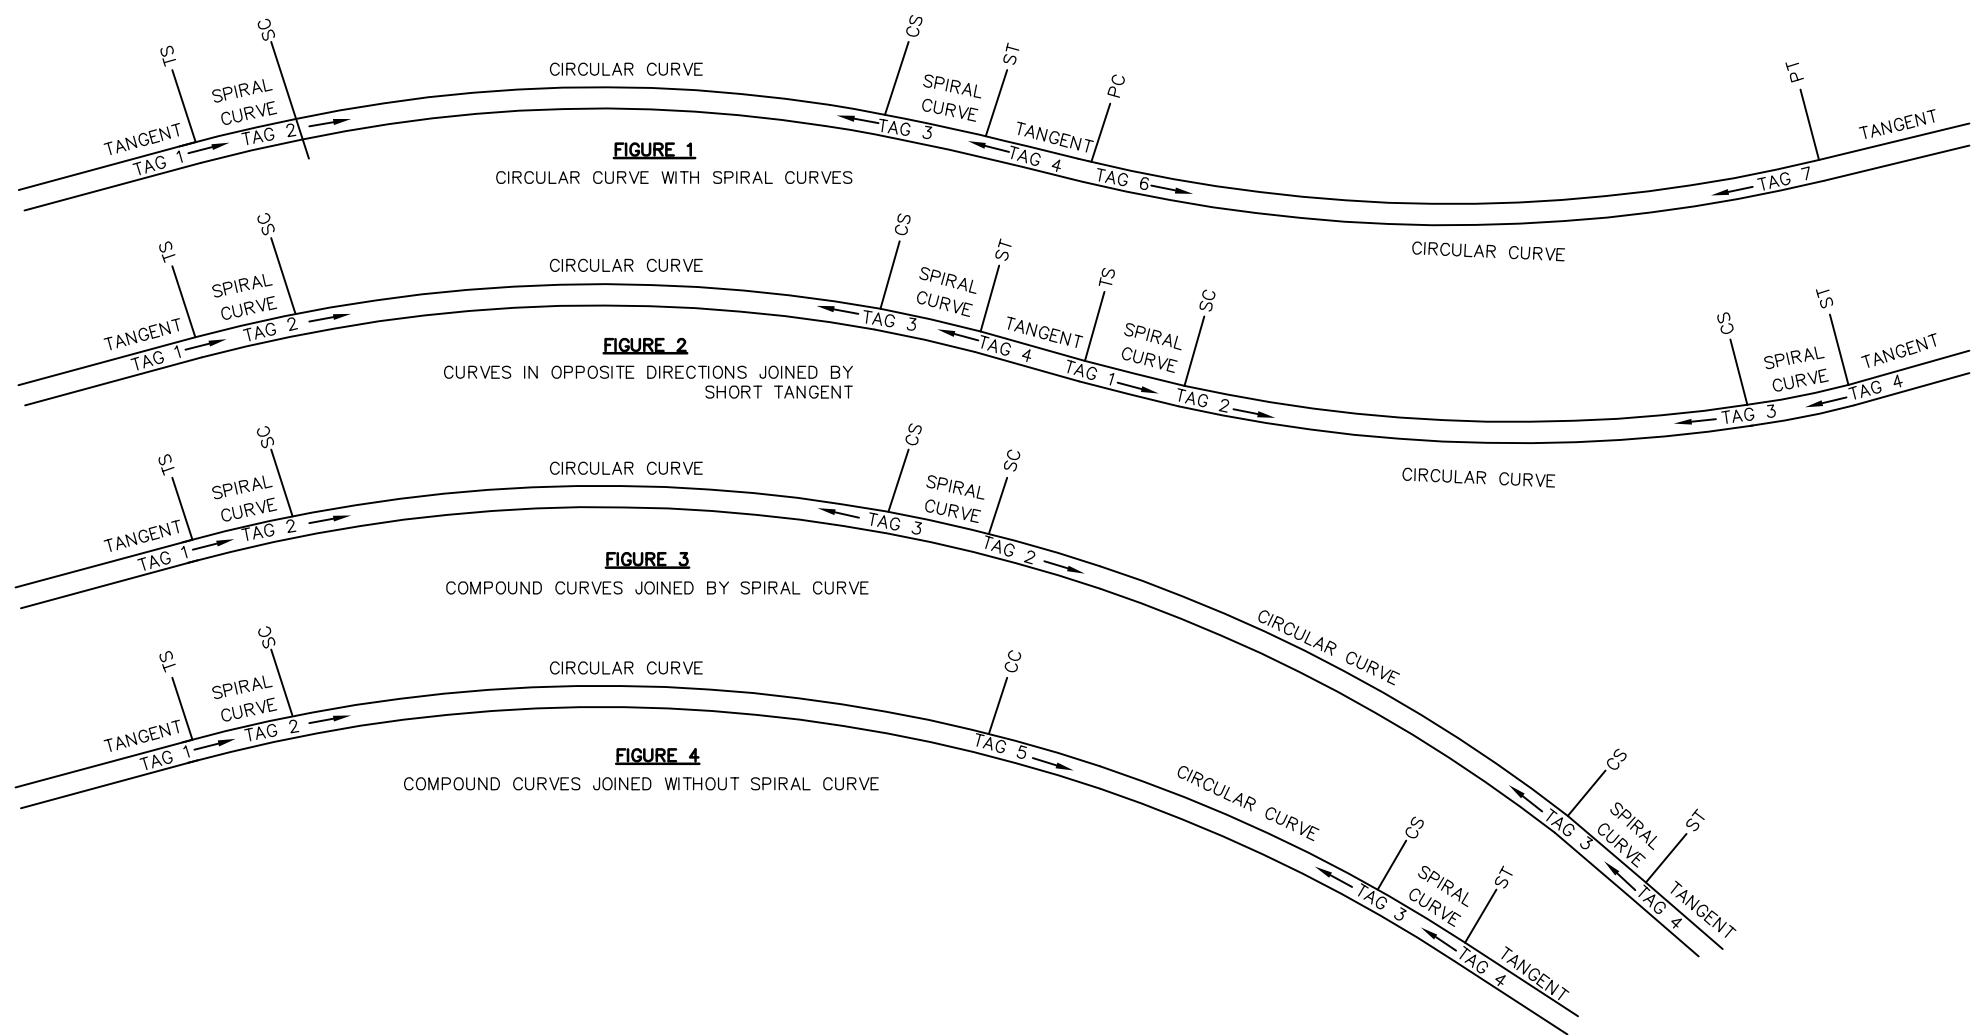 TS
SC
CS
ST
PC
PT
TANGENT
SPIRAL
CURVE
CIRCULAR CURVE
SPIRAL
CURVE
TANGENT
TANGENT
TAG 1
TAG 2
TAG 3
TAG 4
TAG 6
TAG 7
FIGURE 1
CIRCULAR CURVE WITH SPIRAL CURVES
CIRCULAR CURVE
TS
SC
CS
ST
TS
SC
CS
ST
TANGENT
SPIRAL
CURVE
CIRCULAR CURVE
SPIRAL
CURVE
TANGENT
SPIRAL
CURVE
SPIRAL
CURVE
TANGENT
TAG 1
TAG 2
TAG 3
TAG 4
TAG 1
TAG 2
TAG 3
TAG 4
FIGURE 2
CURVES IN OPPOSITE DIRECTIONS JOINED BY
SHORT TANGENT
CIRCULAR CURVE
TS
SC
CS
SC
TANGENT
SPIRAL
CURVE
CIRCULAR CURVE
SPIRAL
CURVE
TAG 1
TAG 2
TAG 3
TAG 2
FIGURE 3
COMPOUND CURVES JOINED BY SPIRAL CURVE
CIRCULAR CURVE
CS
ST
SPIRAL
CURVE
TANGENT
TAG 3
TAG 4
TS
SC
CC
TANGENT
SPIRAL
CURVE
CIRCULAR CURVE
TAG 1
TAG 2
TAG 5
FIGURE 4
COMPOUND CURVES JOINED WITHOUT SPIRAL CURVE
CIRCULAR CURVE
CS
ST
SPIRAL
CURVE
TANGENT
TAG 3
TAG 4